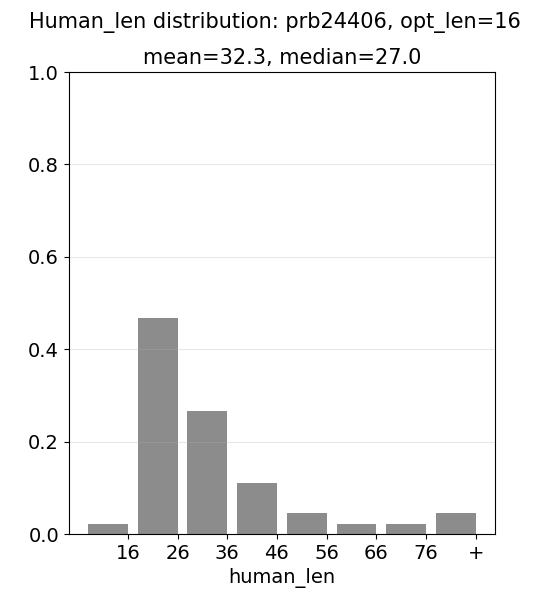 Human_len distribution: prb24406, opt_len=16
mean=32.3, median=27.0
1.0
0.8
0.6
0.4
0.2
0.0
16 26 36 46 56 66 76 +
human_len